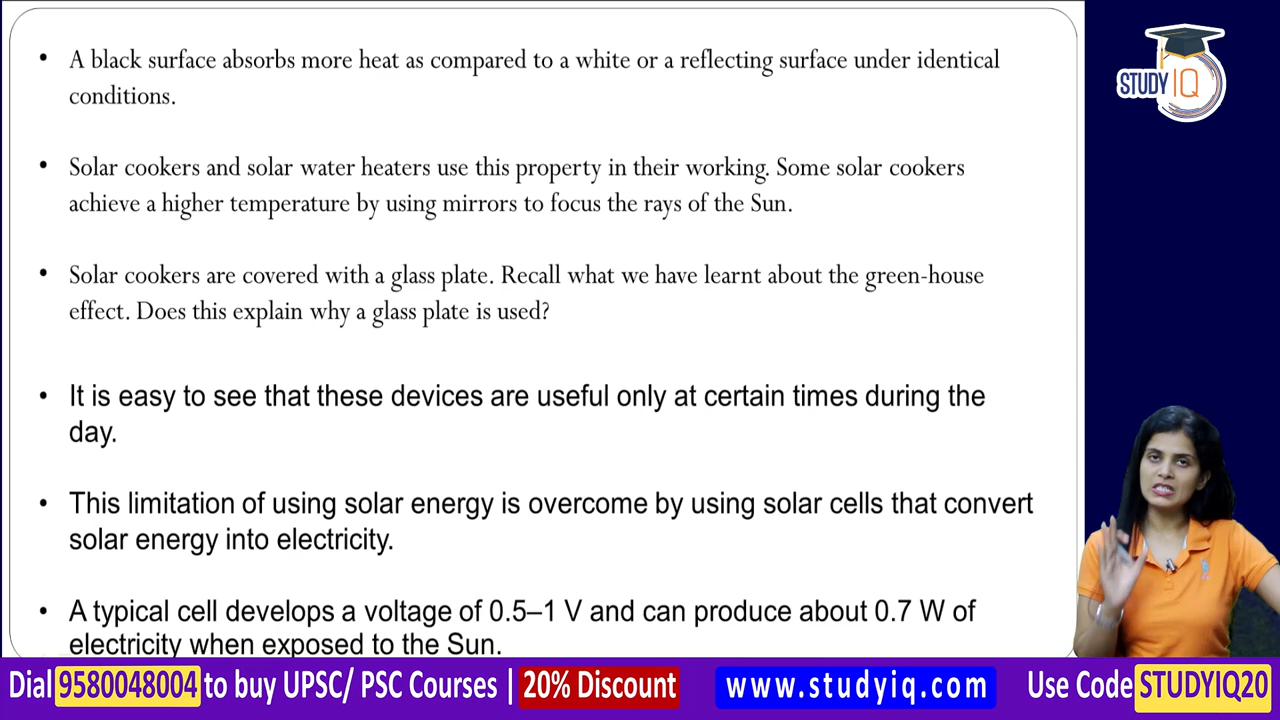 • A black surface absorbs more heat as compared to a white or a reflecting surface under identical
conditions.
• Solar cookers and solar water heaters use this property in their working. Some solar cookers
achieve a higher temperature by using mirrors to focus the rays of the Sun.
• Solar cookers are covered with a glass plate. Recall what we have learnt about the green-house
effect. Does this explain why a glass plate is used?
• It is easy to see that these devices are useful only at certain times during the
day.
• This limitation of using solar energy is overcome by using solar cells that convert
solar energy into electricity.
• A typical cell develops a voltage of 0.5–1 V and can produce about 0.7 W of
electricity when exposed to the Sun.
STUDY IQ
Dial 9580048004 to buy UPSC/ PSC Courses | 20% Discount www.studyiq.com Use Code STUDYIQ20